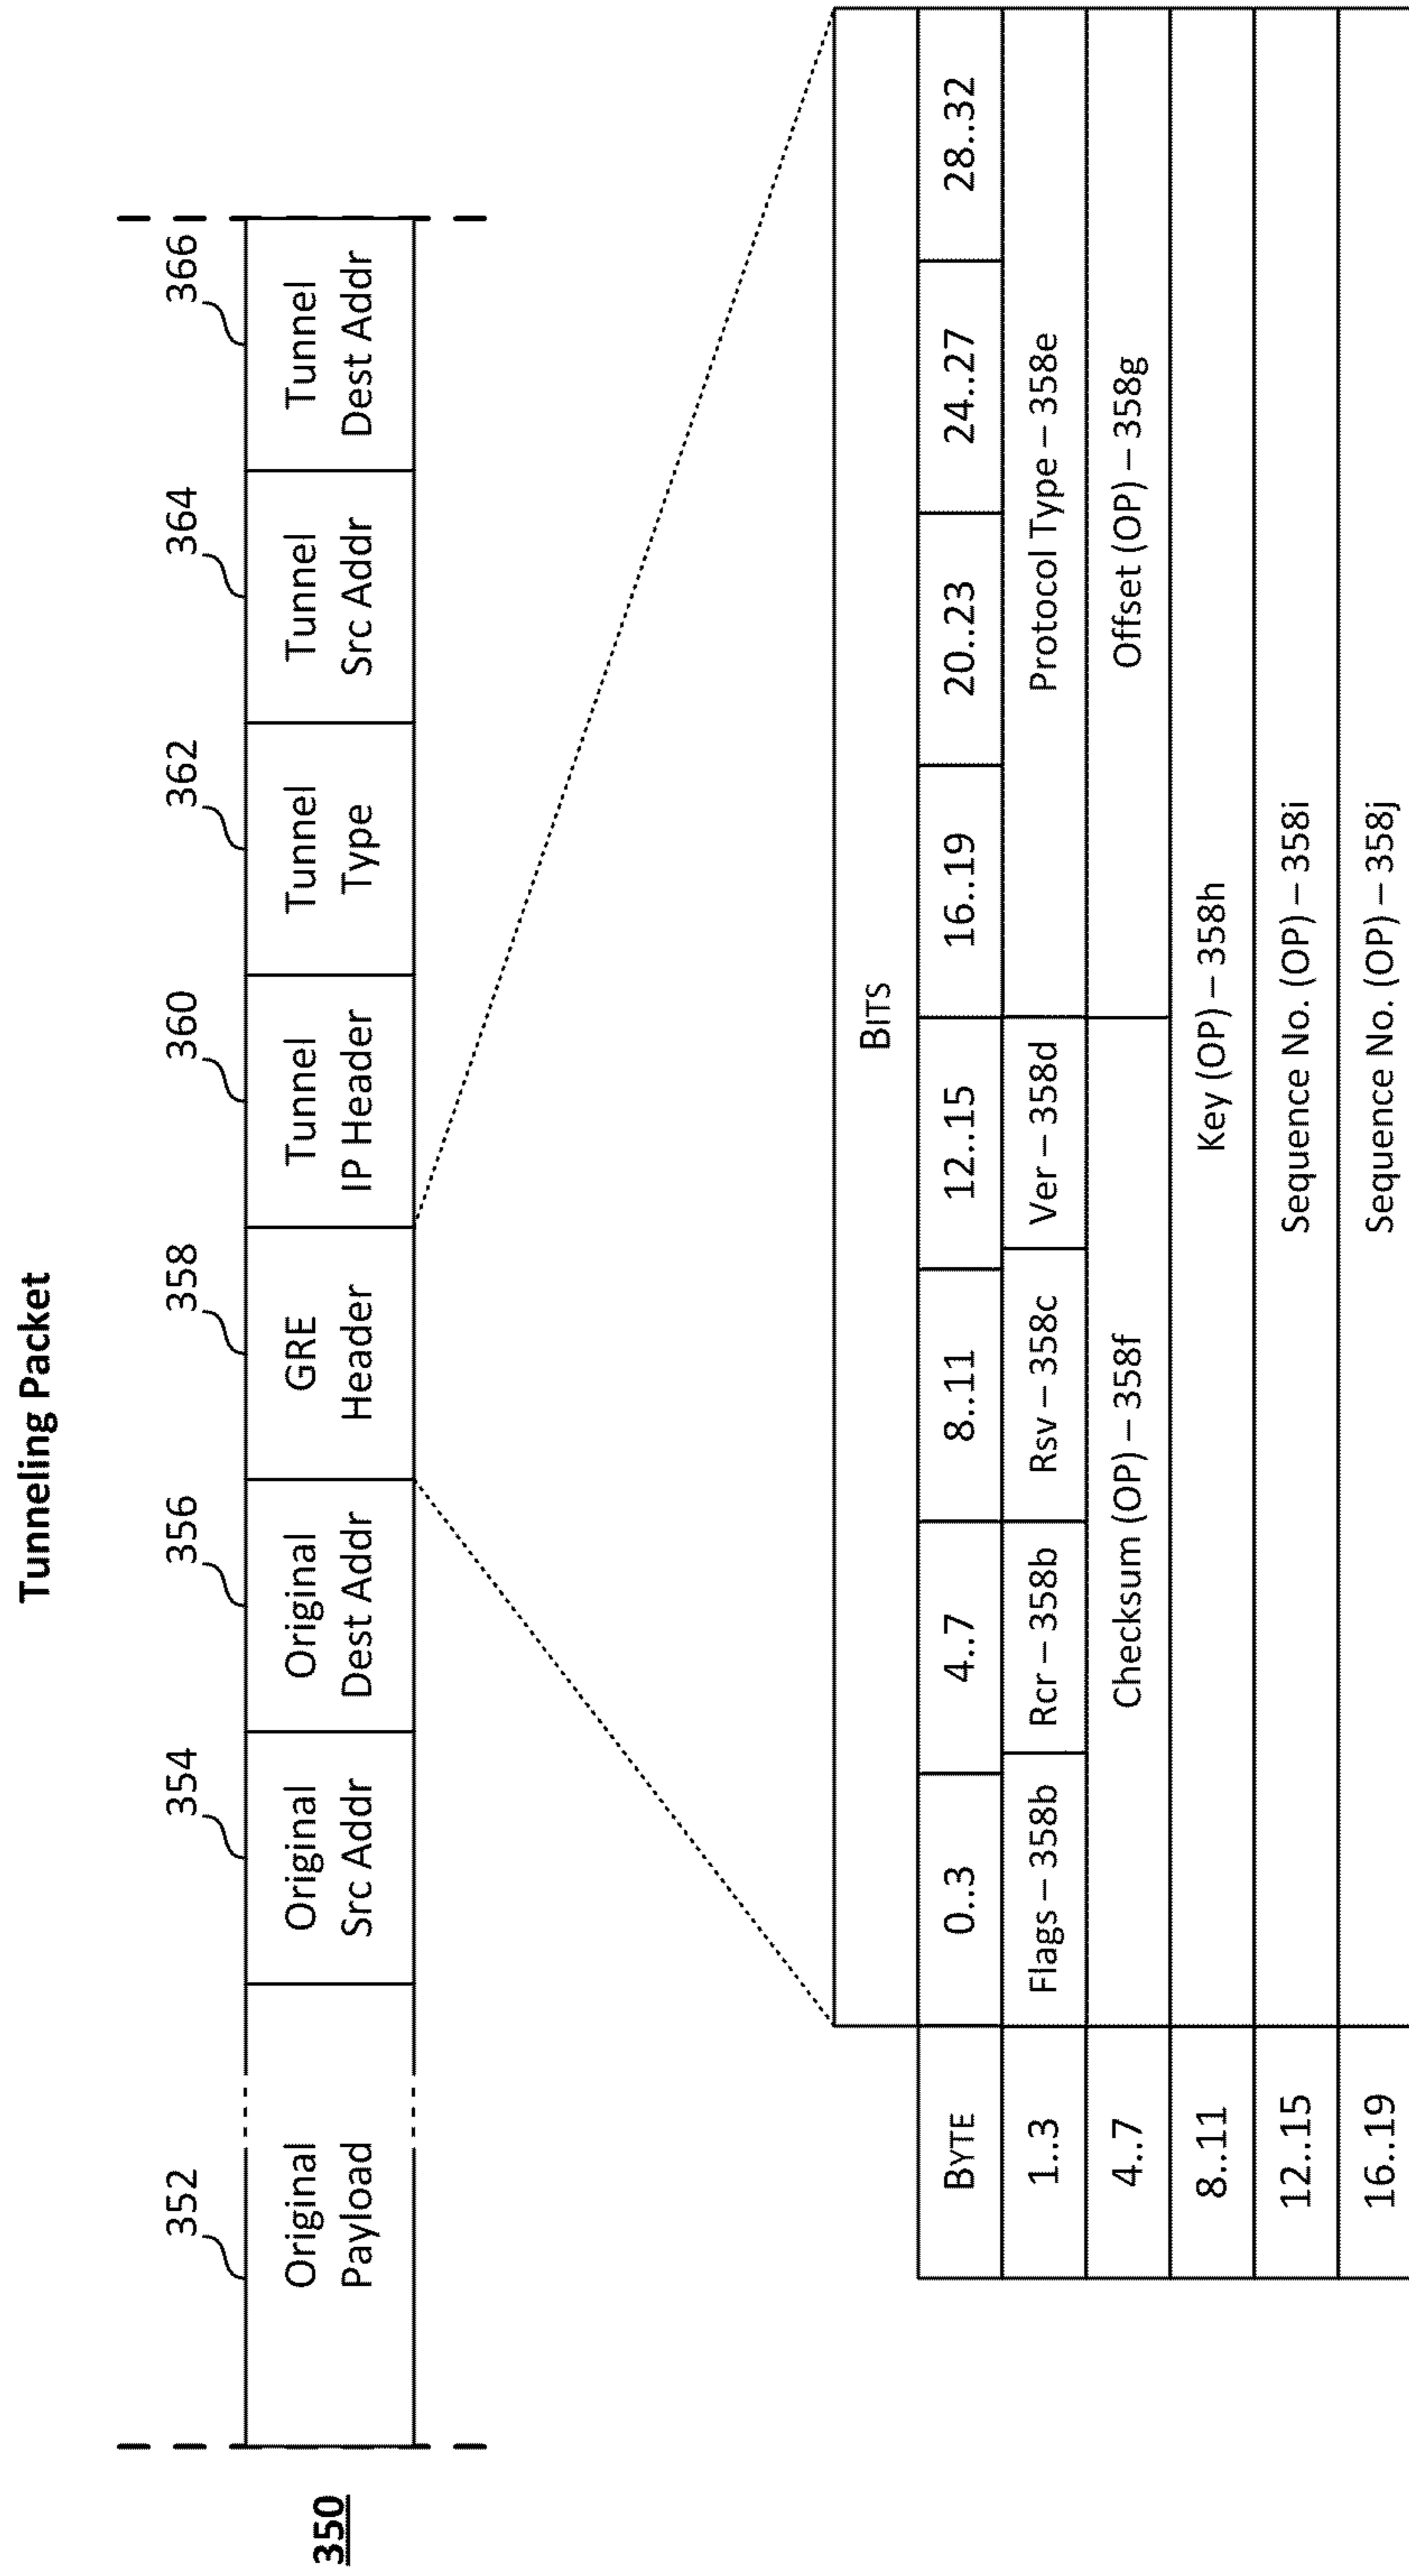 Tunneling Packet
350
352
354
356
358
360
362
364
366
Original
Payload
Original
Src Addr
Original
Dest Addr
GRE
Header
Tunnel
IP Header
Tunnel
Type
Tunnel
Src Addr
Tunnel
Dest Addr
BITS
BYTE
0..3
4..7
8..11
12..15
16..19
20..23
24..27
28..32
1..3
Flags – 358b
Rcr – 358b
Rsv – 358c
Ver – 358d
Protocol Type – 358e
4..7
Checksum (OP) – 358f
Offset (OP) – 358g
8..11
Key (OP) – 358h
12..15
Sequence No. (OP) – 358i
16..19
Sequence No. (OP) – 358j